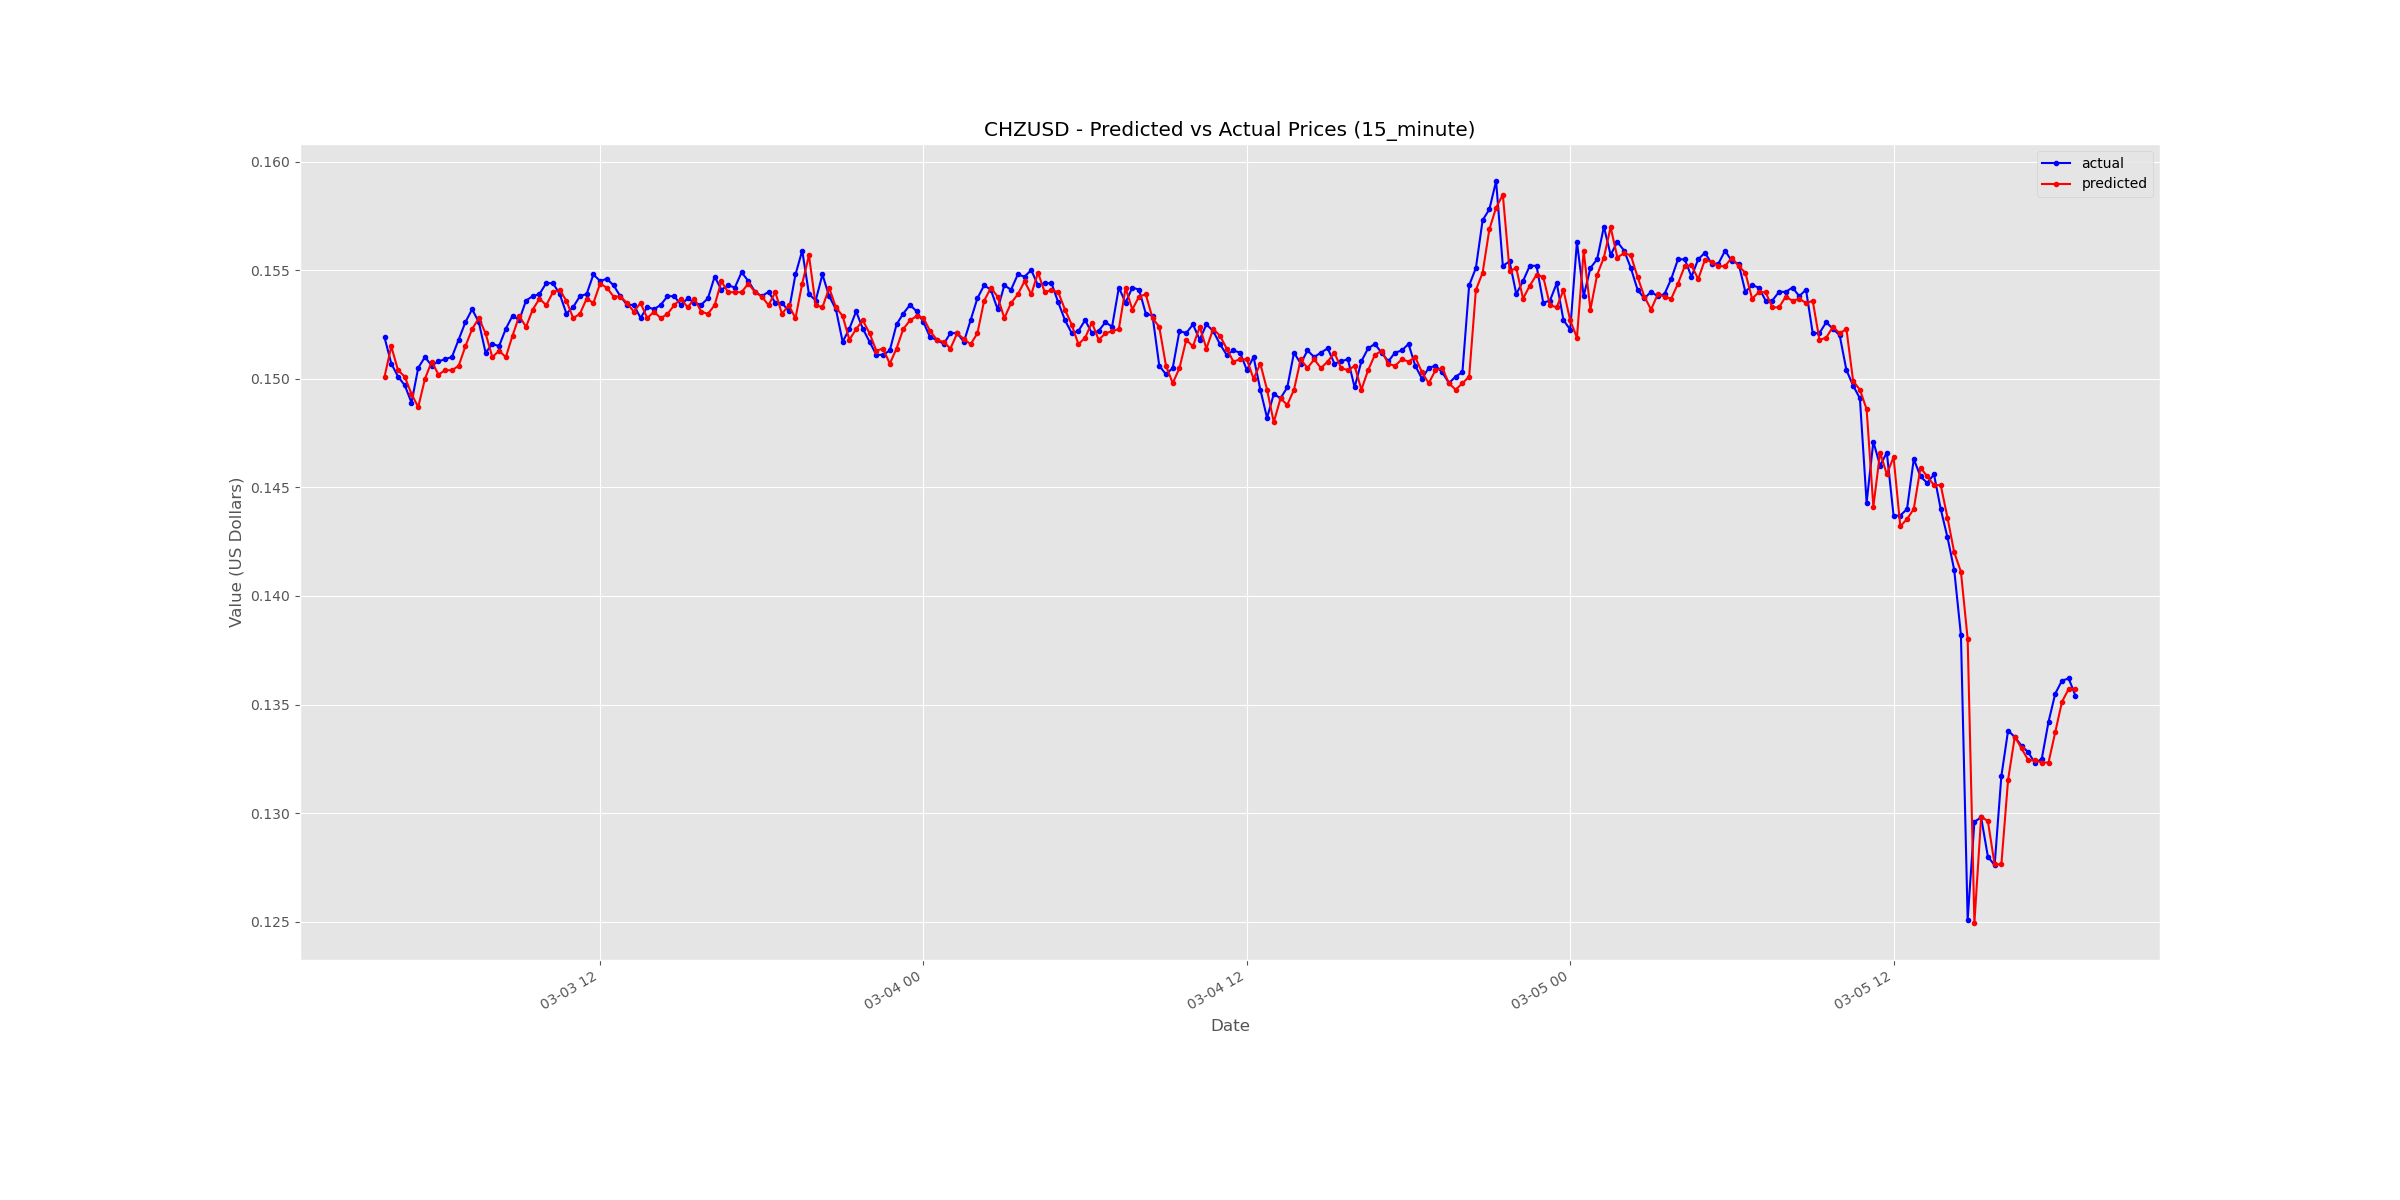 CHZUSD - Predicted vs Actual Prices (15_minute)
actual
predicted
Value (US Dollars)
0.160
0.155
0.150
0.145
0.140
0.135
0.130
0.125
03-03 12
03-04 00
03-04 12
03-05 00
03-05 12
Date